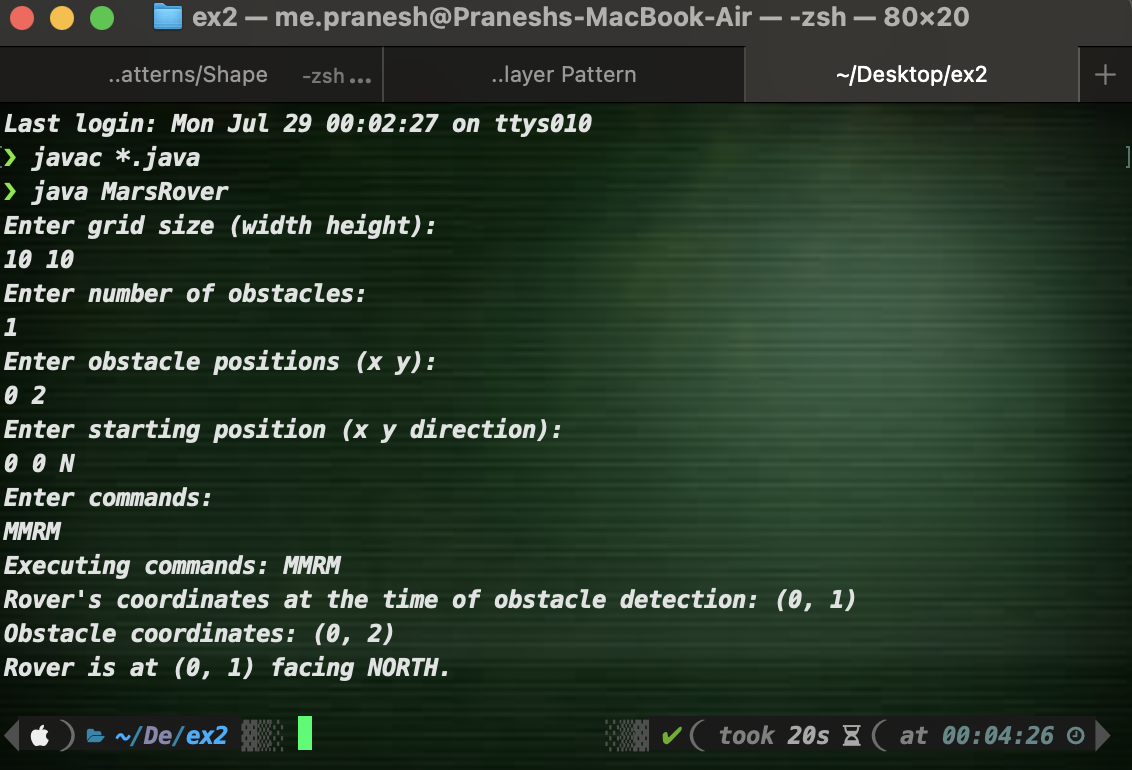 ex2 — me.pranesh@Praneshs-MacBook-Air — -zsh — 80×20
..atterns/Shape -zsh... ..layer Pattern ~/Desktop/ex2 +
Last login: Mon Jul 29 00:02:27 on ttys010
❯ javac *.java
❯ java MarsRover
Enter grid size (width height):
10 10
Enter number of obstacles:
1
Enter obstacle positions (x y):
0 2
Enter starting position (x y direction):
0 0 N
Enter commands:
MMRM
Executing commands: MMRM
Rover's coordinates at the time of obstacle detection: (0, 1)
Obstacle coordinates: (0, 2)
Rover is at (0, 1) facing NORTH.
~/De/ex2 ✔ took 20s at 00:04:26